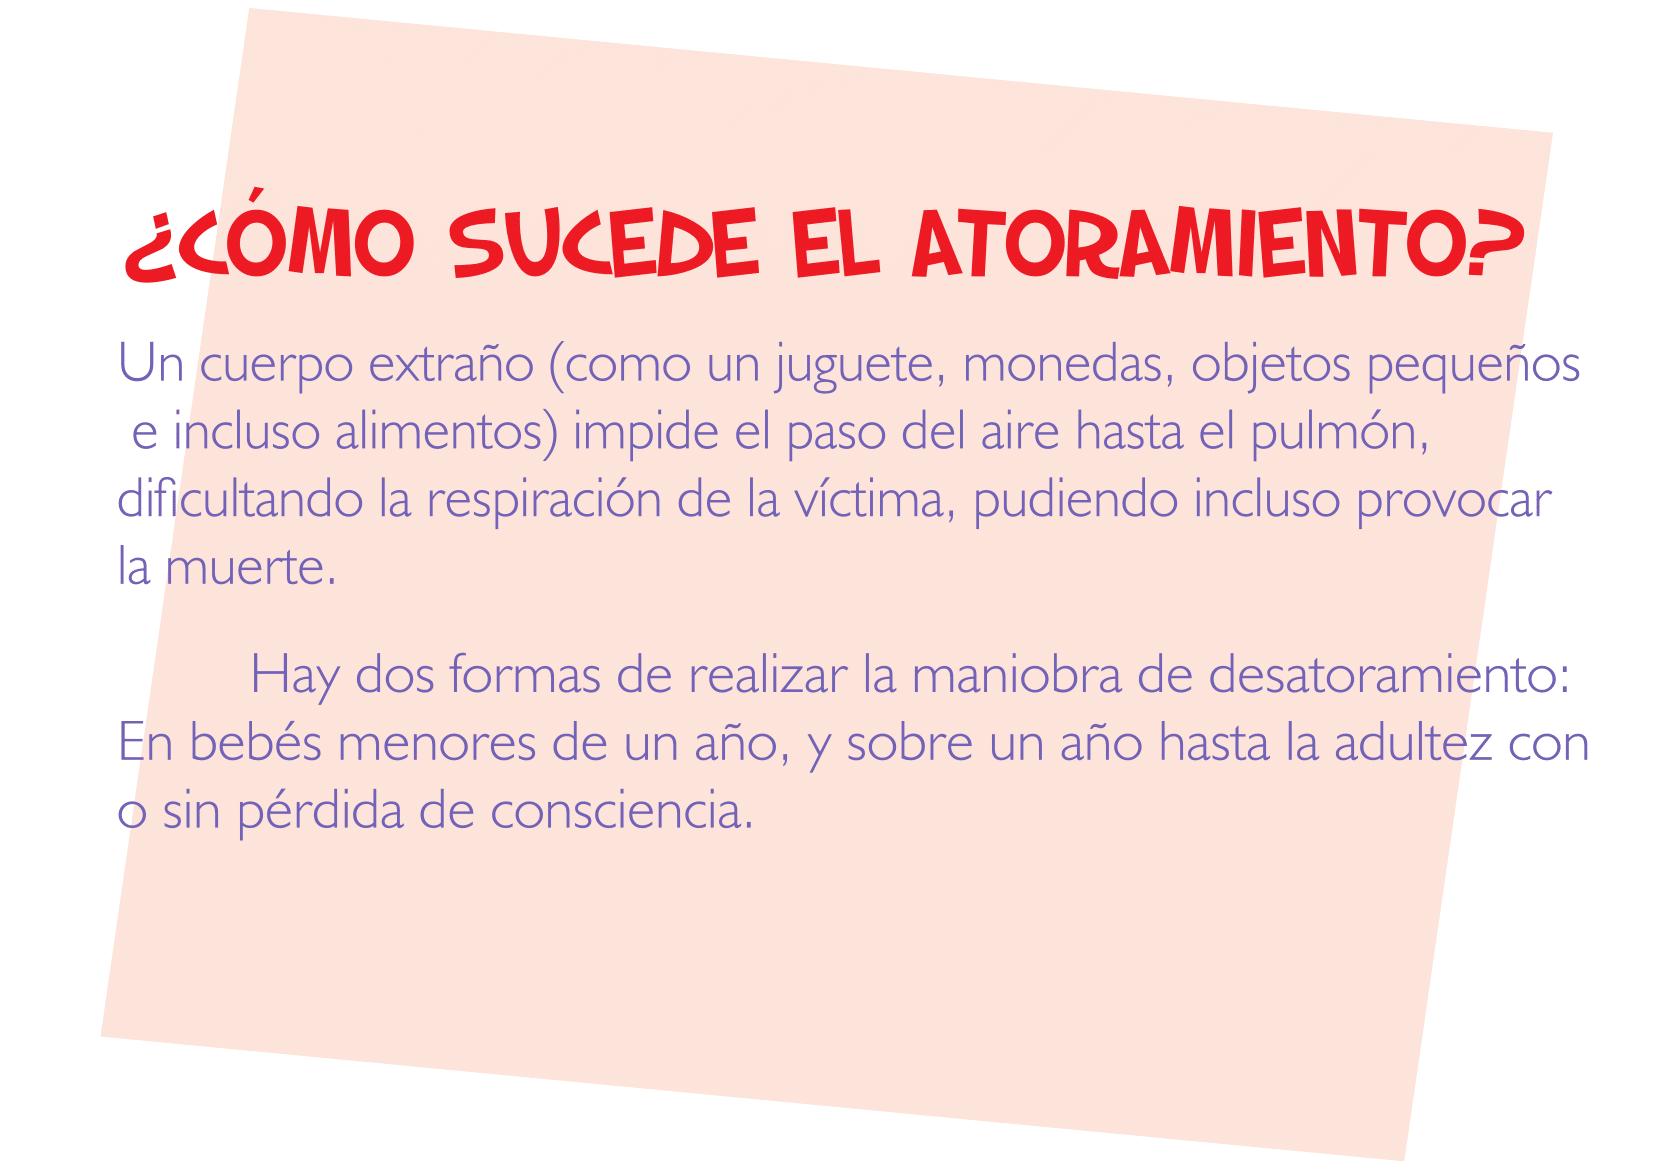 ¿CÓMO SUCEDE EL ATORAMIENTO?
Un cuerpo extraño (como un juguete, monedas, objetos pequeños
e incluso alimentos) impide el paso del aire hasta el pulmón,
dificultando la respiración de la víctima, pudiendo incluso provocar
la muerte.
Hay dos formas de realizar la maniobra de desatoramiento:
En bebés menores de un año, y sobre un año hasta la adultez con
o sin pérdida de consciencia.